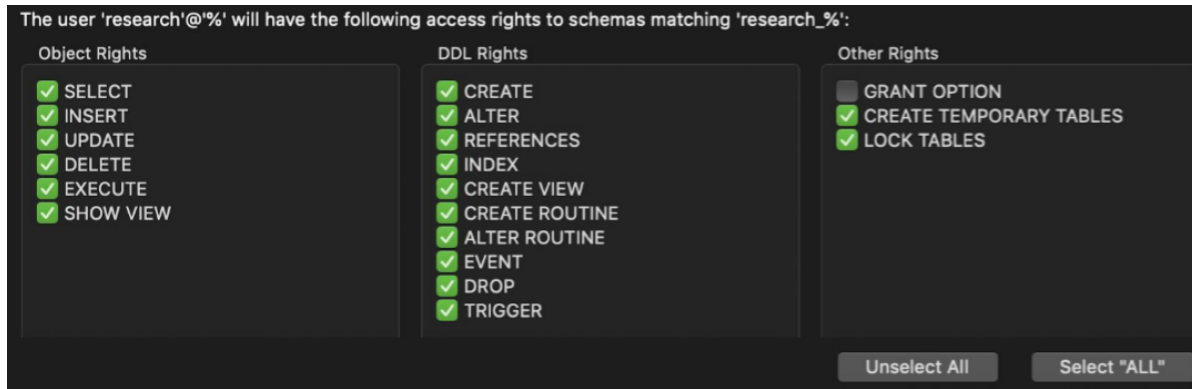 The user 'research'@'%' will have the following access rights to schemas matching 'research_%':
Object Rights
SELECT
INSERT
UPDATE
DELETE
EXECUTE
SHOW VIEW
DDL Rights
CREATE
ALTER
REFERENCES
INDEX
CREATE VIEW
CREATE ROUTINE
ALTER ROUTINE
EVENT
DROP
TRIGGER
Other Rights
GRANT OPTION
CREATE TEMPORARY TABLES
LOCK TABLES
Unselect All
Select "ALL"